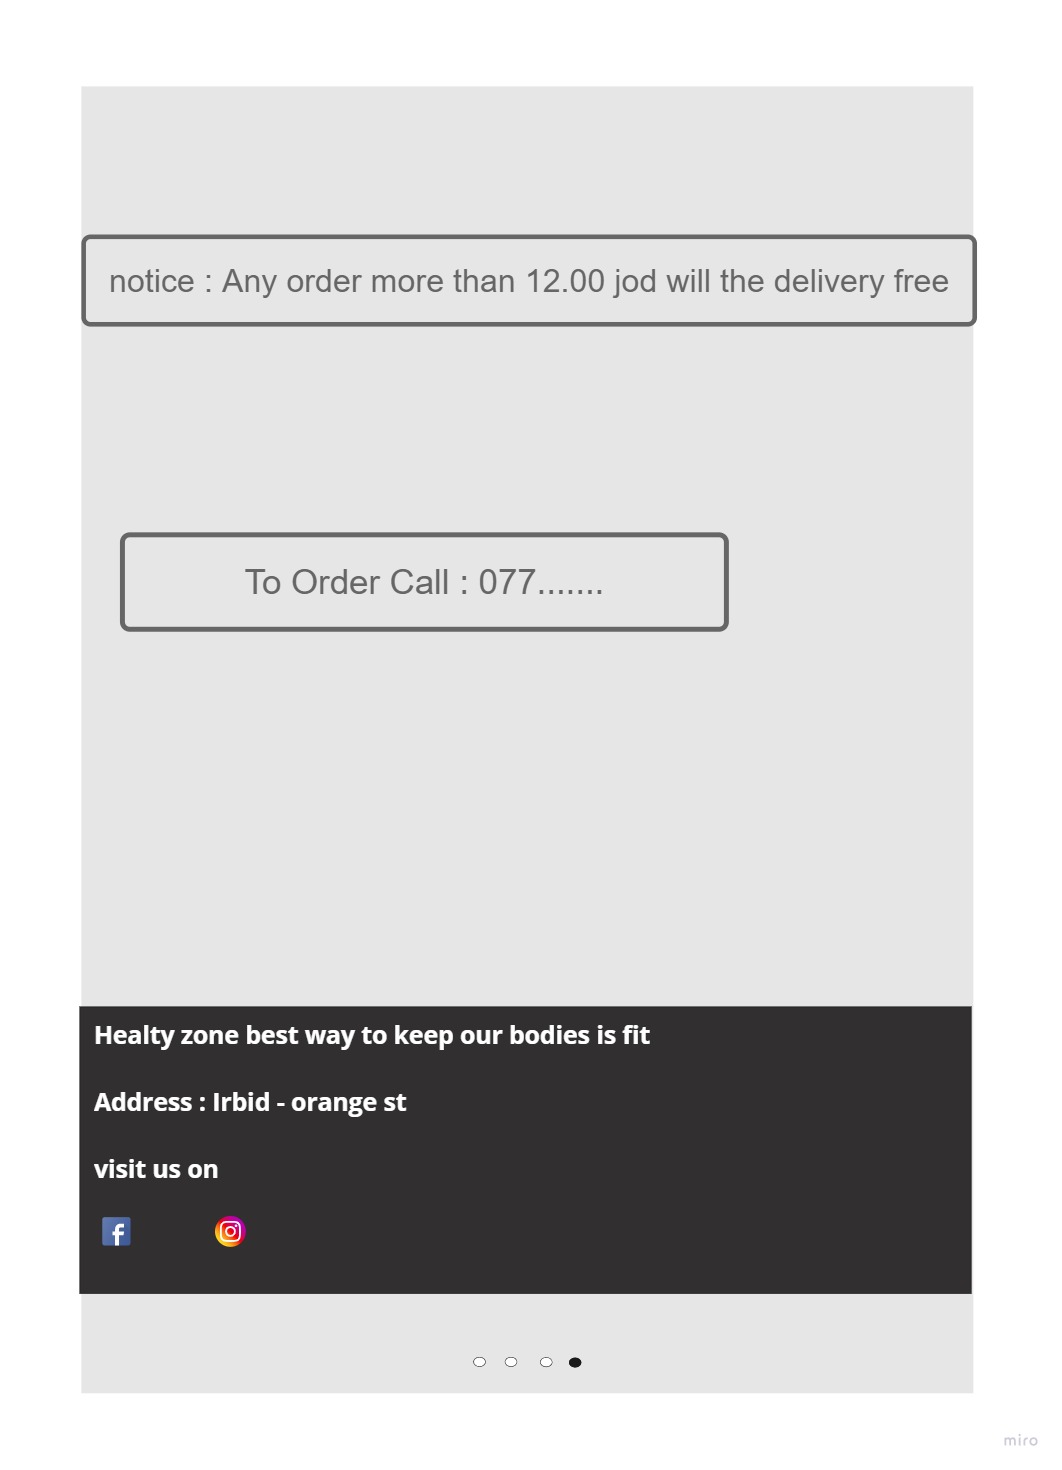 notice : Any order more than 12.00 jod will the delivery free
To Order Call : 077.......
Healty zone best way to keep our bodies is fit
Address : Irbid - orange st
visit us on
miro